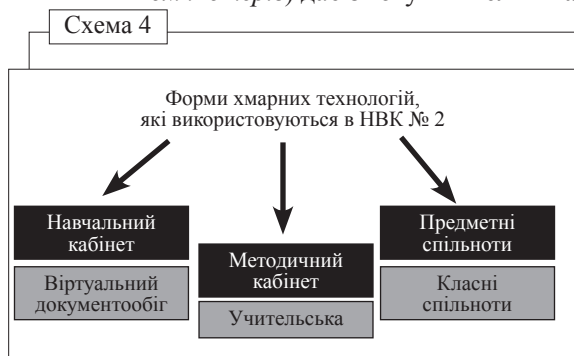 Схема 4
Форми хмарних технологій,
які використовуються в НВК № 2
Навчальний
кабінет
Віртуальний
документообіг
Методичний
кабінет
Учительська
Предметні
спільноти
Класні
спільноти